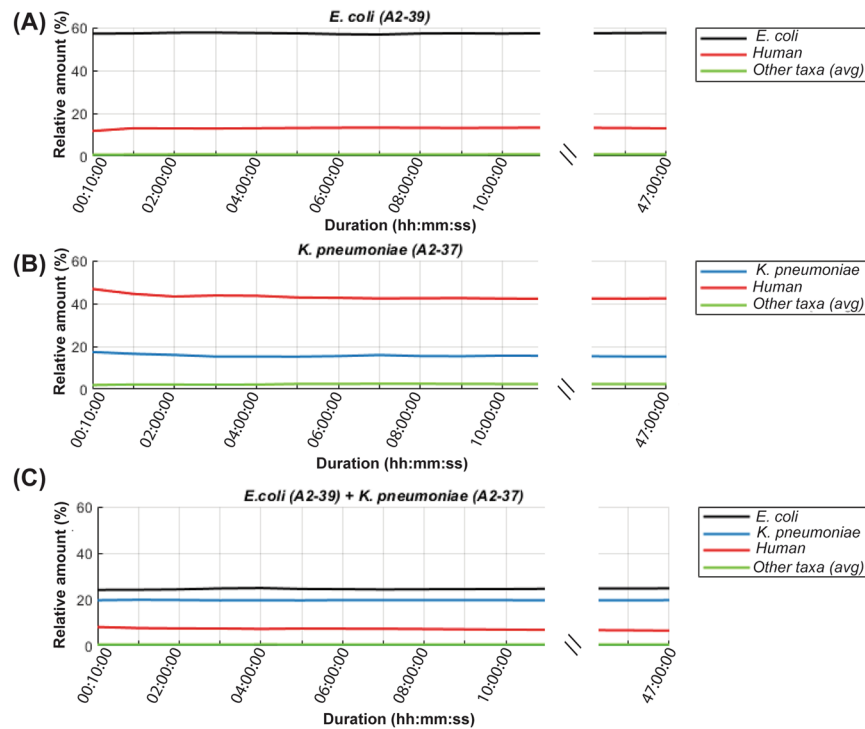 (A)
E. coli (A2-39)
Relative amount (%)
60
40
20
0
00:10:00
02:00:00
04:00:00
06:00:00
08:00:00
10:00:00
//
47:00:00
Duration (hh:mm:ss)
E. coli
Human
Other taxa (avg)
(B)
K. pneumoniae (A2-37)
Relative amount (%)
60
40
20
0
00:10:00
02:00:00
04:00:00
06:00:00
08:00:00
10:00:00
//
47:00:00
Duration (hh:mm:ss)
K. pneumoniae
Human
Other taxa (avg)
(C)
E.coli (A2-39) + K. pneumoniae (A2-37)
Relative amount (%)
60
40
20
0
00:10:00
02:00:00
04:00:00
06:00:00
08:00:00
10:00:00
//
47:00:00
Duration (hh:mm:ss)
E. coli
K. pneumoniae
Human
Other taxa (avg)